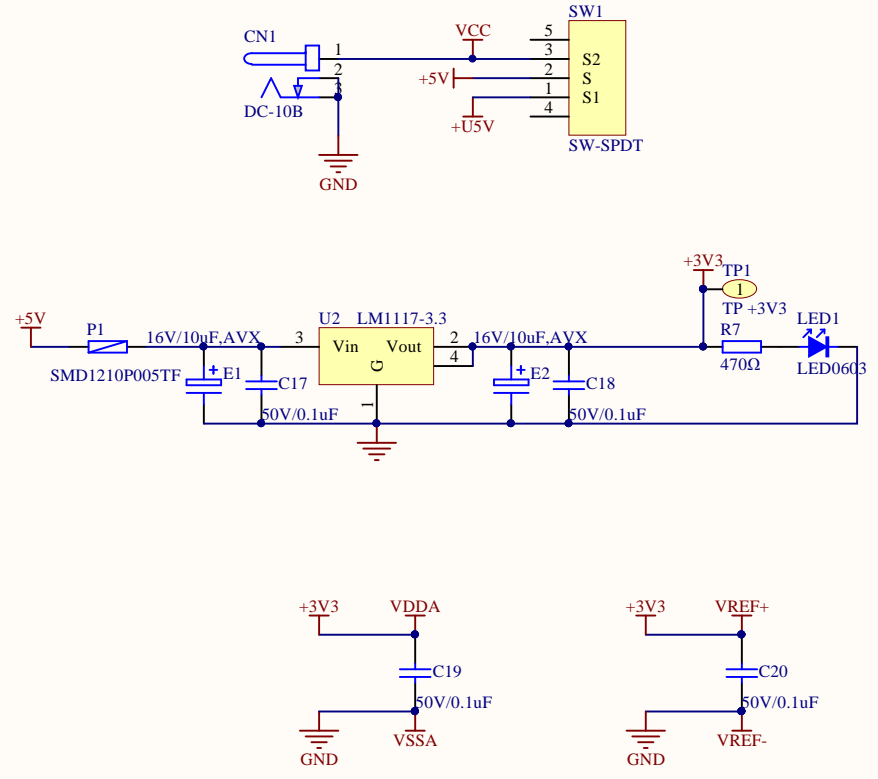 SW1
CN1
VCC
5
1
3
S2
2
+5V
2
S
3
1
S1
DC-10B
4
+U5V
SW-SPDT
GND
+3V3
TP1
1
TP +3V3
+5V
P1
16V/10uF,AVX
U2
LM1117-3.3
16V/10uF,AVX
R7
LED1
3
Vin
Vout
2
4
G
SMD1210P005TF
E1
C17
E2
C18
470Ω
LED0603
1
50V/0.1uF
50V/0.1uF
+3V3
VDDA
+3V3
VREF+
C19
C20
50V/0.1uF
50V/0.1uF
GND
VSSA
GND
VREF-